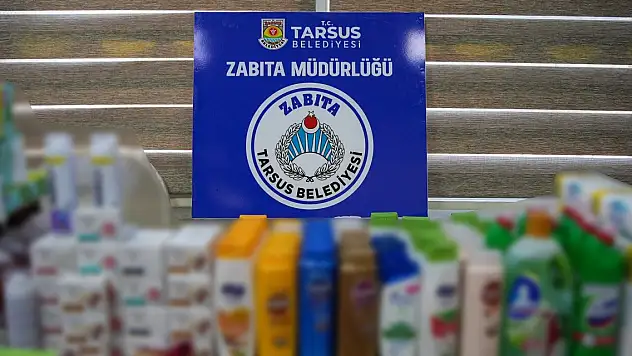 T.C.
TARSUS
BELEDİYESİ
ZABITA MÜDÜRLÜĞÜ
ZABITA
TARSUS BELEDİYESİ